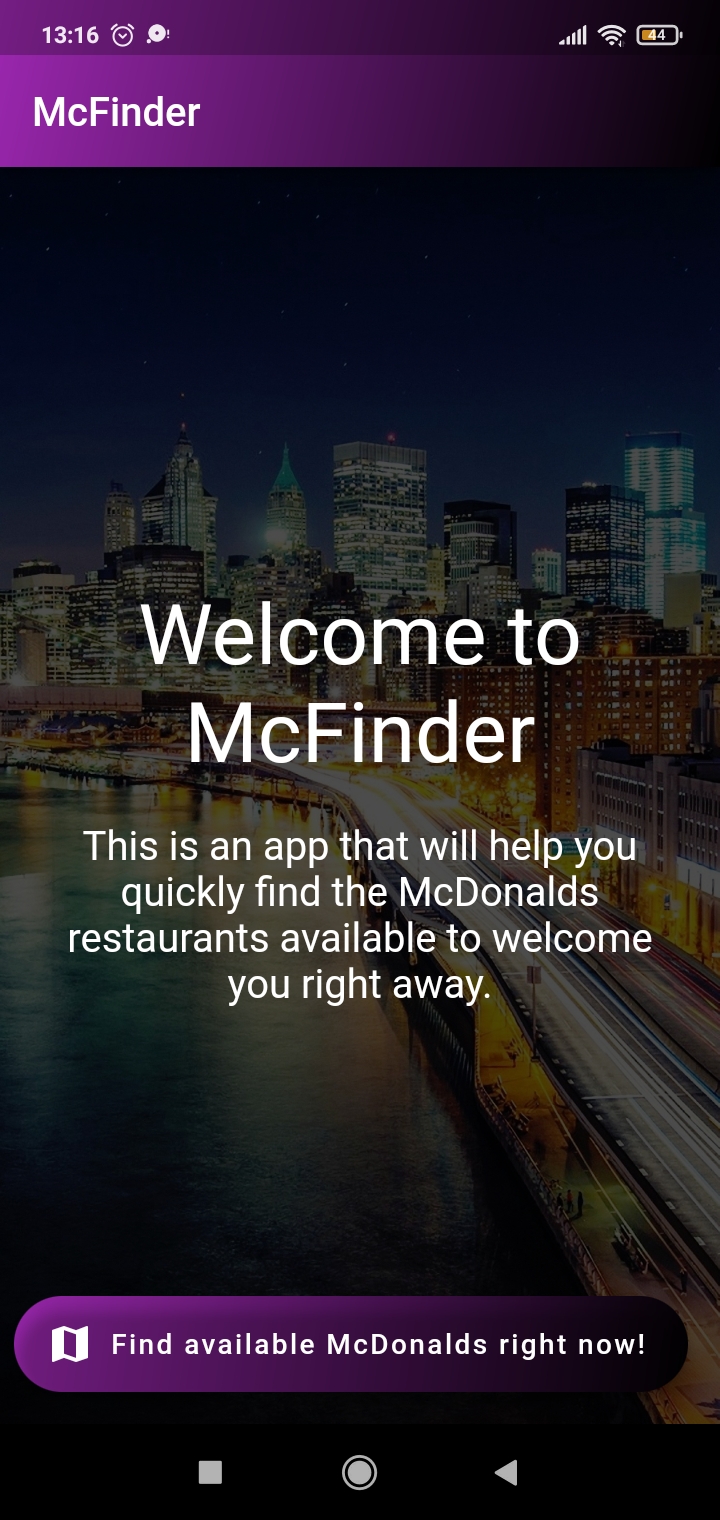 13:16
44
McFinder
Welcome to
McFinder
This is an app that will help you
quickly find the McDonalds
restaurants available to welcome
you right away.
Find available McDonalds right now!